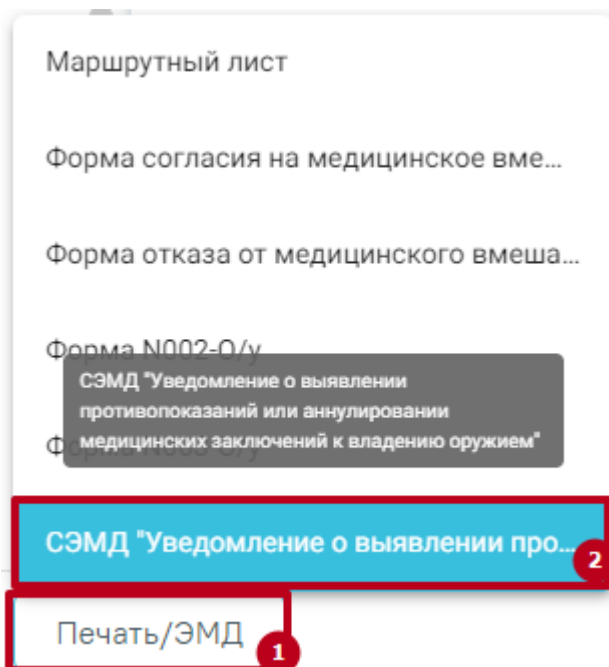 Маршрутный лист
Форма согласия на медицинское вме...
Форма отказа от медицинского вмеша...
Форма N002-О/у
СЭМД "Уведомление о выявлении
противопоказаний или аннулировании
медицинских заключений к владению оружием"
СЭМД "Уведомление о выявлении про...
2
Печать/ЭМД
1